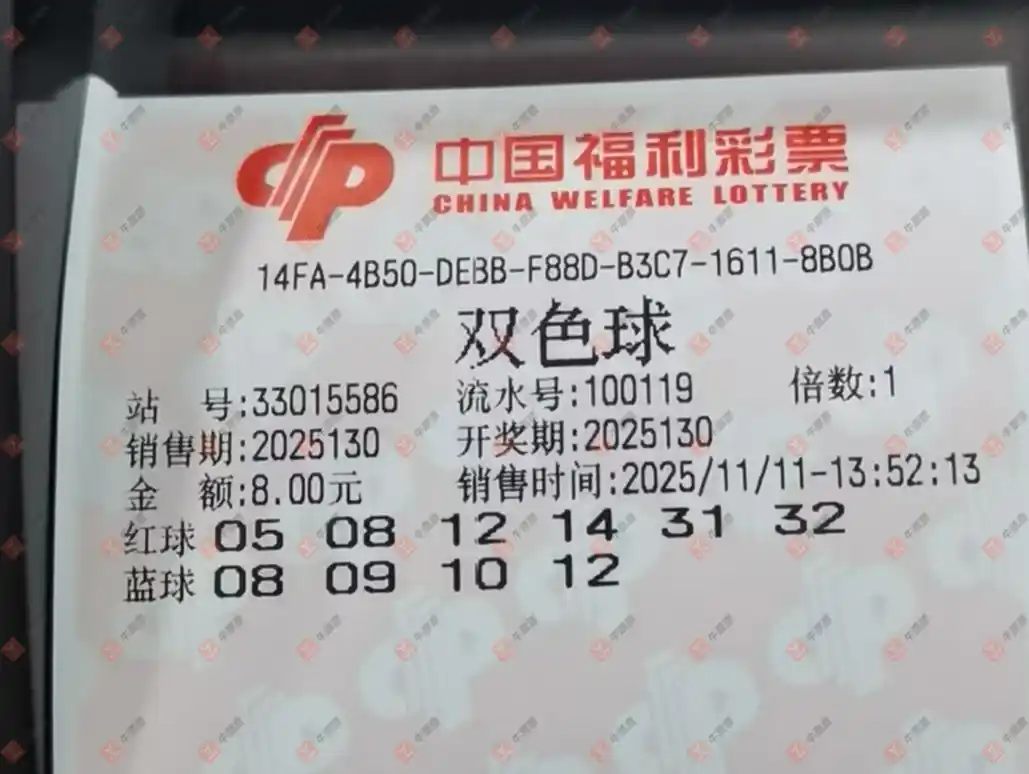 中国福利彩票
CHINA WELFARE LOTTERY
14FA-4B50-DEBB-F88D-B3C7-1611-8B0B
双色球
站 号:33015586 流水号:100119 倍数:1
销售期:2025130 开奖期:2025130
金 额:8.00元 销售时间:2025/11/11-13:52:13
红球 05 08 12 14 31 32
蓝球 08 09 10 12